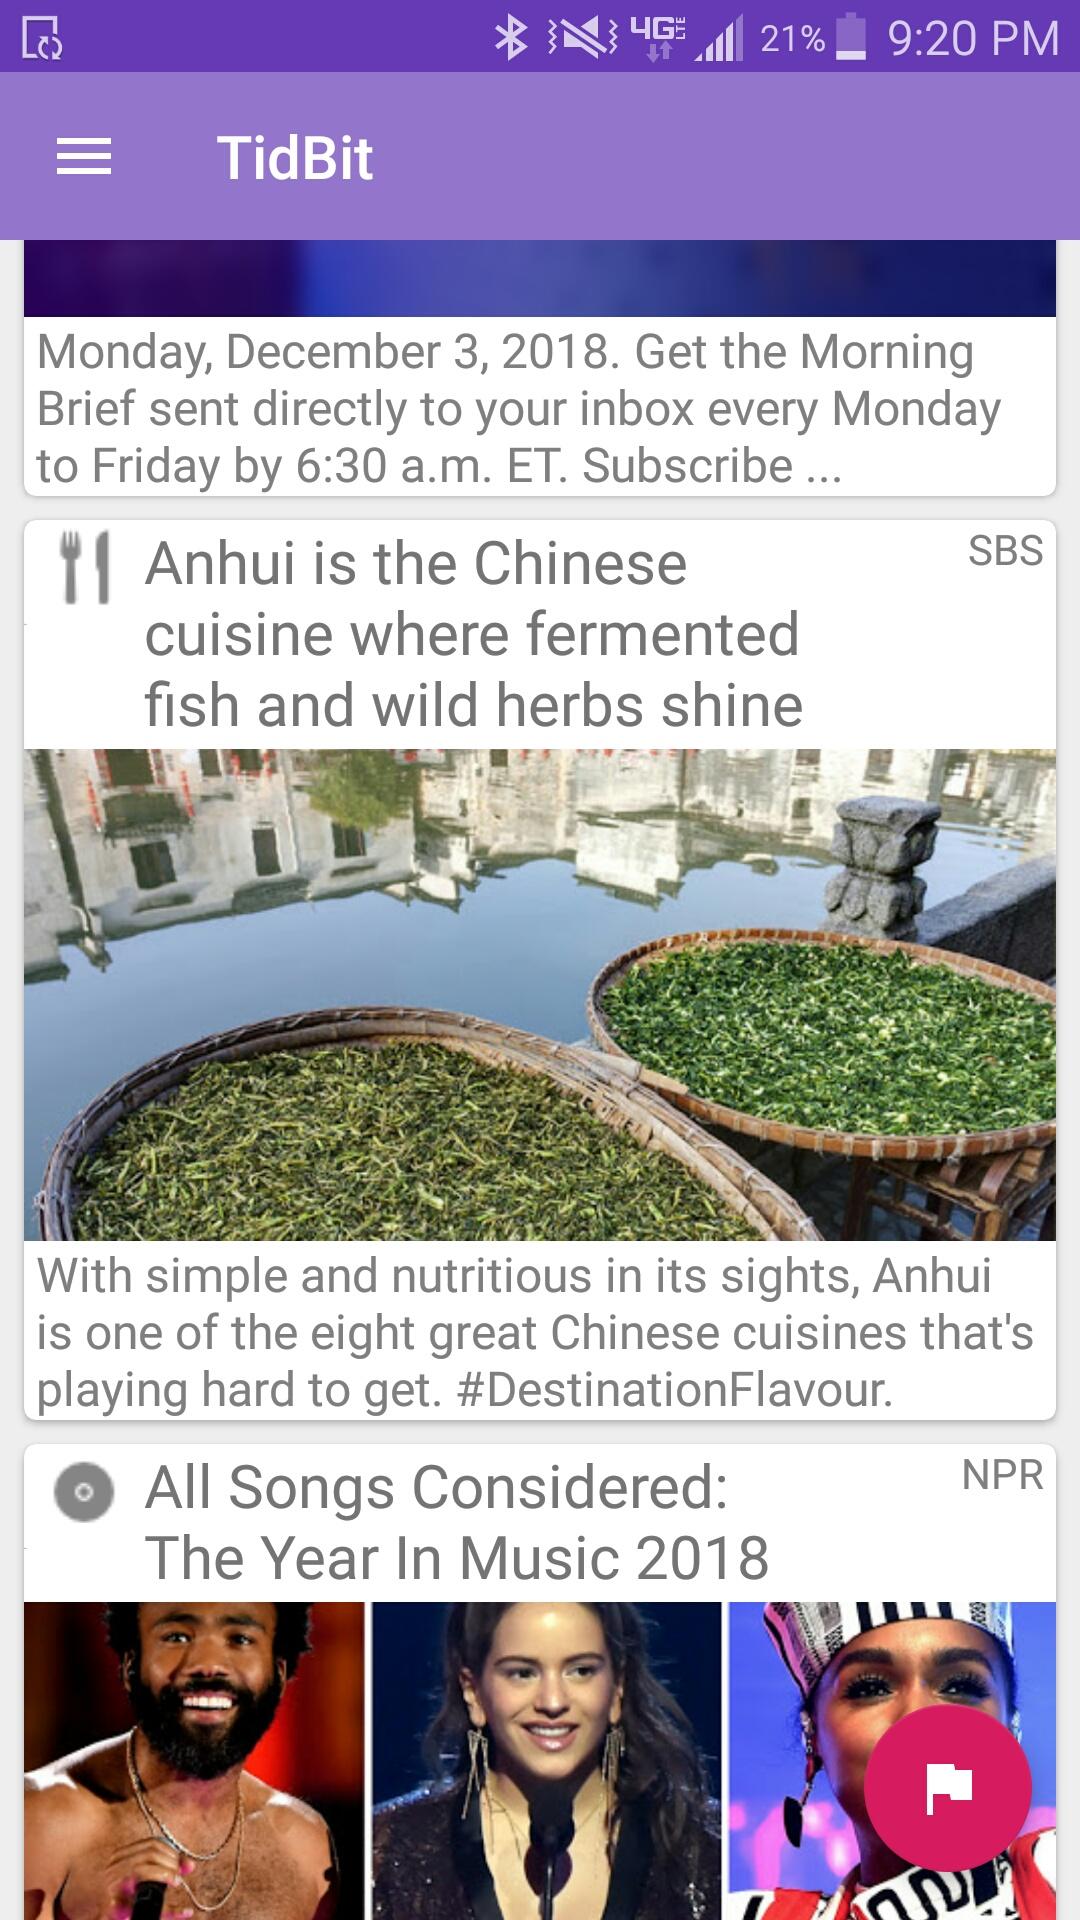 4G LTE 21% 9:20 PM
TidBit
Monday, December 3, 2018. Get the Morning
Brief sent directly to your inbox every Monday
to Friday by 6:30 a.m. ET. Subscribe ...
Anhui is the Chinese
SBS
cuisine where fermented
fish and wild herbs shine
With simple and nutritious in its sights, Anhui
is one of the eight great Chinese cuisines that's
playing hard to get. #DestinationFlavour.
All Songs Considered:
NPR
The Year In Music 2018